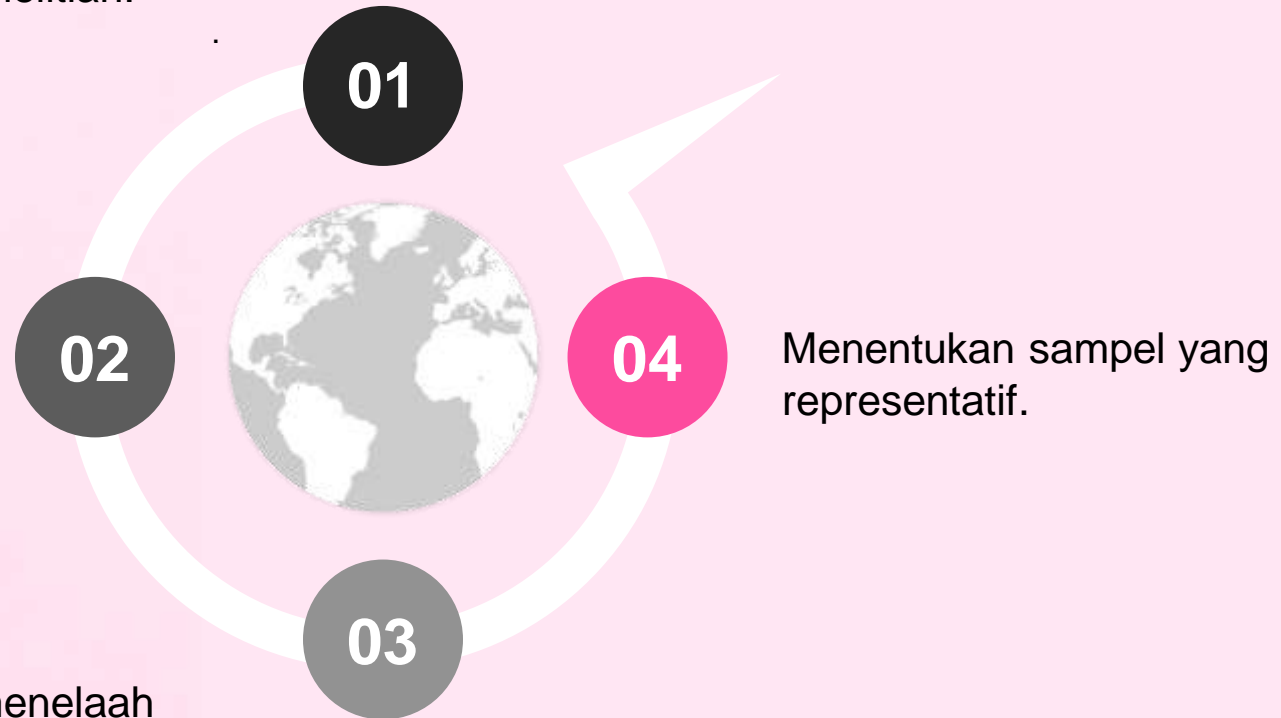 .
01
02
04
Menentukan sampel yang
representatif.
03